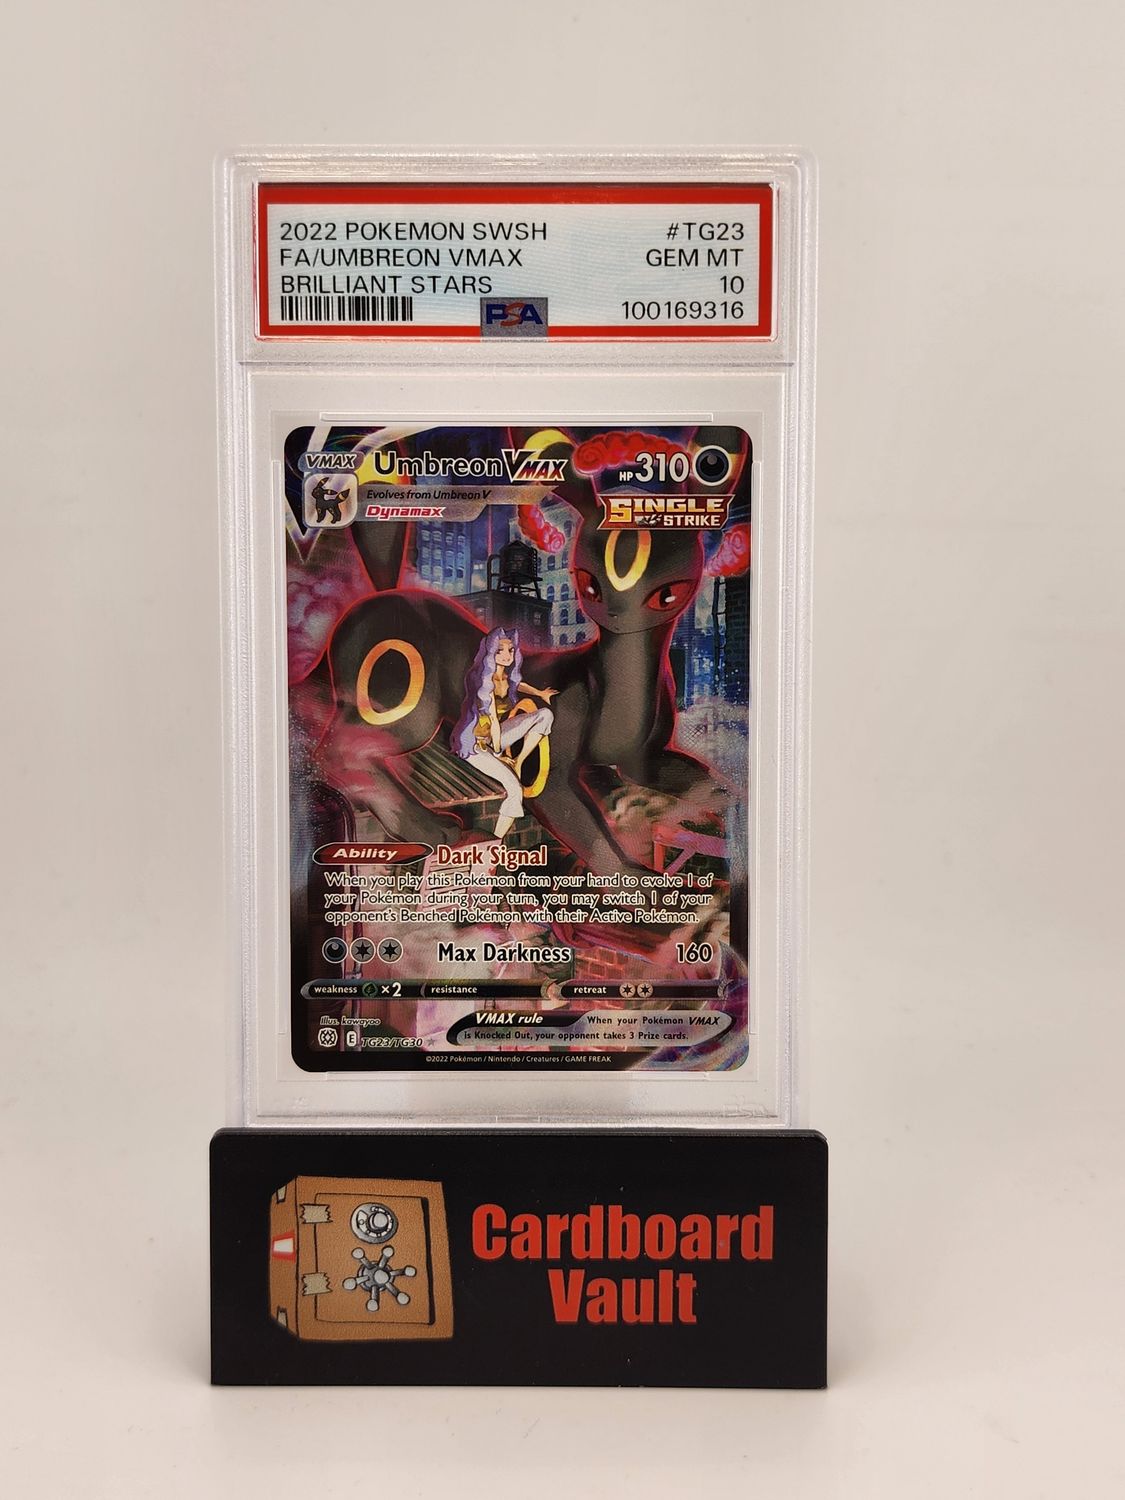 2022 POKEMON SWSH #TG23
FA/UMBREON VMAX GEM MT
BRILLIANT STARS 10
PSA 100169316
VMAX Umbreon VMAX HP 310
Evolves from Umbreon V
Dynamax
SINGLE
STRIKE
Ability Dark Signal
When you play this Pokémon from your hand to evolve 1 of
your Pokémon during your turn, you may switch 1 of your
opponent's Benched Pokémon with their Active Pokémon.
Max Darkness 160
weakness ×2 resistance retreat
Illus. kawayoo
VMAX rule When your Pokémon VMAX
is Knocked Out, your opponent takes 3 Prize cards.
E TG23/TG30
©2022 Pokémon / Nintendo / Creatures / GAME FREAK
Cardboard
Vault